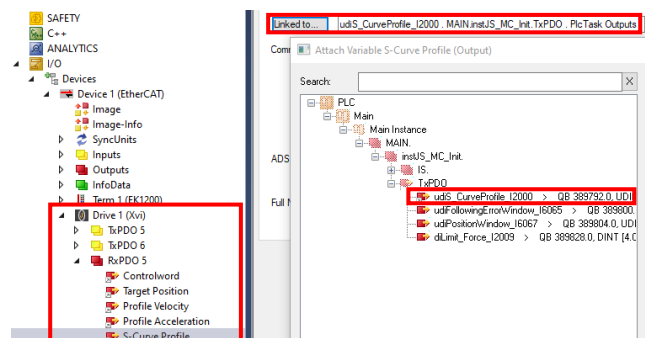 SAFETY
C++
ANALYTICS
I/O
Devices
Device 1 (EtherCAT)
Image
Image-Info
SyncUnits
Inputs
Outputs
InfoData
Term 1 (EK1200)
Drive 1 (Xvi)
TxPDO 5
TxPDO 6
RxPDO 5
Controlword
Target Position
Profile Velocity
Profile Acceleration
S-Curve Profile
Linked to... udiS_CurveProfile_I2000 . MAIN.instJS_MC_Init.TxPDO . PlcTask Outputs
Com
ADS
Full N
Attach Variable S-Curve Profile (Output)
Search: X
PLC
Main
Main Instance
MAIN.
instJS_MC_Init.
IS.
TxPDO
udiS_CurveProfile_I2000 > QB 389792.0, UDI
udiFollowingErrorWindow_I6065 > QB 389800.
udiPositionWindow_I6067 > QB 389804.0, UD
diLimit_Force_I2009 > QB 389828.0, DINT [4.0